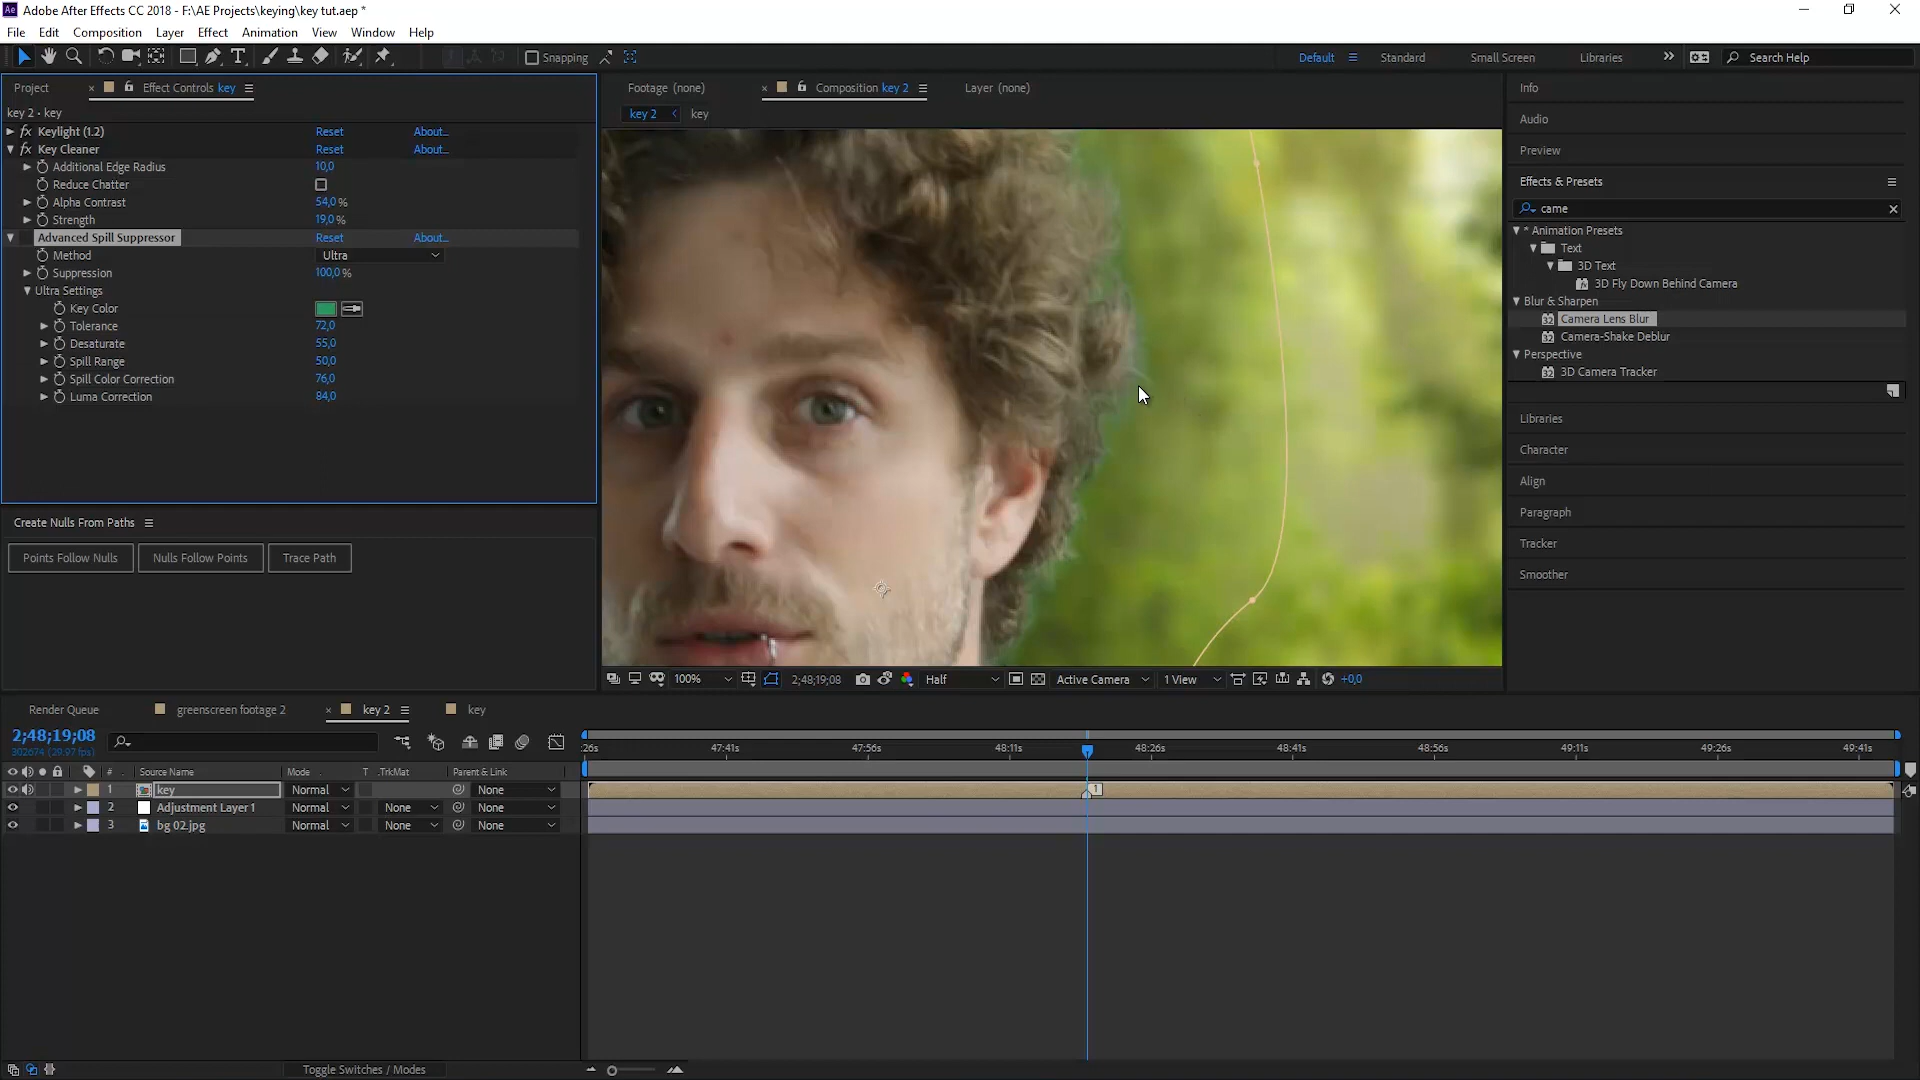 Adobe After Effects CC 2018 - F:\AE Projects\keying\key tut.aep *
File Edit Composition Layer Effect Animation View Window Help
Snapping
Default Standard Small Screen Libraries Search Help
Project Effect Controls key
key 2 • key
Keylight (1.2) Reset About...
Key Cleaner Reset About...
Additional Edge Radius 10,0
Reduce Chatter
Alpha Contrast 54,0 %
Strength 19,0 %
Advanced Spill Suppressor Reset About...
Method Ultra
Suppression 100,0 %
Ultra Settings
Key Color
Tolerance 72,0
Desaturate 55,0
Spill Range 50,0
Spill Color Correction 76,0
Luma Correction 84,0
Create Nulls From Paths
Points Follow Nulls Nulls Follow Points Trace Path
Footage (none) Composition key 2 Layer (none)
key 2 key
100% 2;48;19;08 Half Active Camera 1 View +0,0
Info
Audio
Preview
Effects & Presets
came
* Animation Presets
Text
3D Text
3D Fly Down Behind Camera
Blur & Sharpen
32 Camera Lens Blur
32 Camera-Shake Deblur
Perspective
32 3D Camera Tracker
Libraries
Character
Align
Paragraph
Tracker
Smoother
Render Queue greenscreen footage 2 key 2 key
2;48;19;08
302674 (29.97 fps)
:26s 47:41s 47:56s 48:11s 48:26s 48:41s 48:56s 49:11s 49:26s 49:41s
# Source Name Mode T .TrkMat Parent & Link
1 key Normal None 1
2 Adjustment Layer 1 Normal None None
3 bg 02.jpg Normal None None
Toggle Switches / Modes